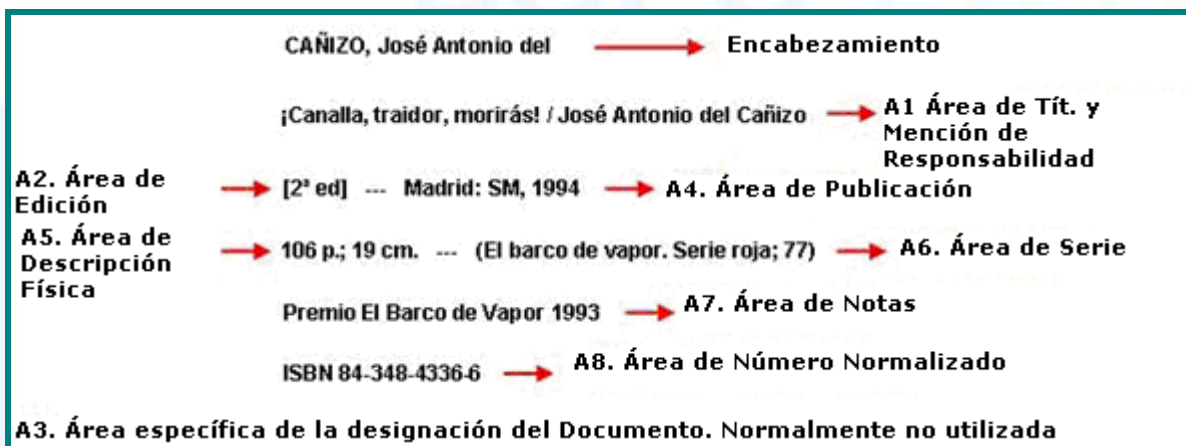 CAÑIZO, José Antonio del Encabezamiento
¡Canalla, traidor, morirás! / José Antonio del Cañizo A1 Área de Tít. y
Mención de
Responsabilidad
A2. Área de
Edición
[2ª ed] --- Madrid: SM, 1994 A4. Área de Publicación
A5. Área de
Descripción
Física
106 p.; 19 cm. --- (El barco de vapor. Serie roja; 77) A6. Área de Serie
Premio El Barco de Vapor 1993 A7. Área de Notas
ISBN 84-348-4336-6 A8. Área de Número Normalizado
A3. Área específica de la designación del Documento. Normalmente no utilizada